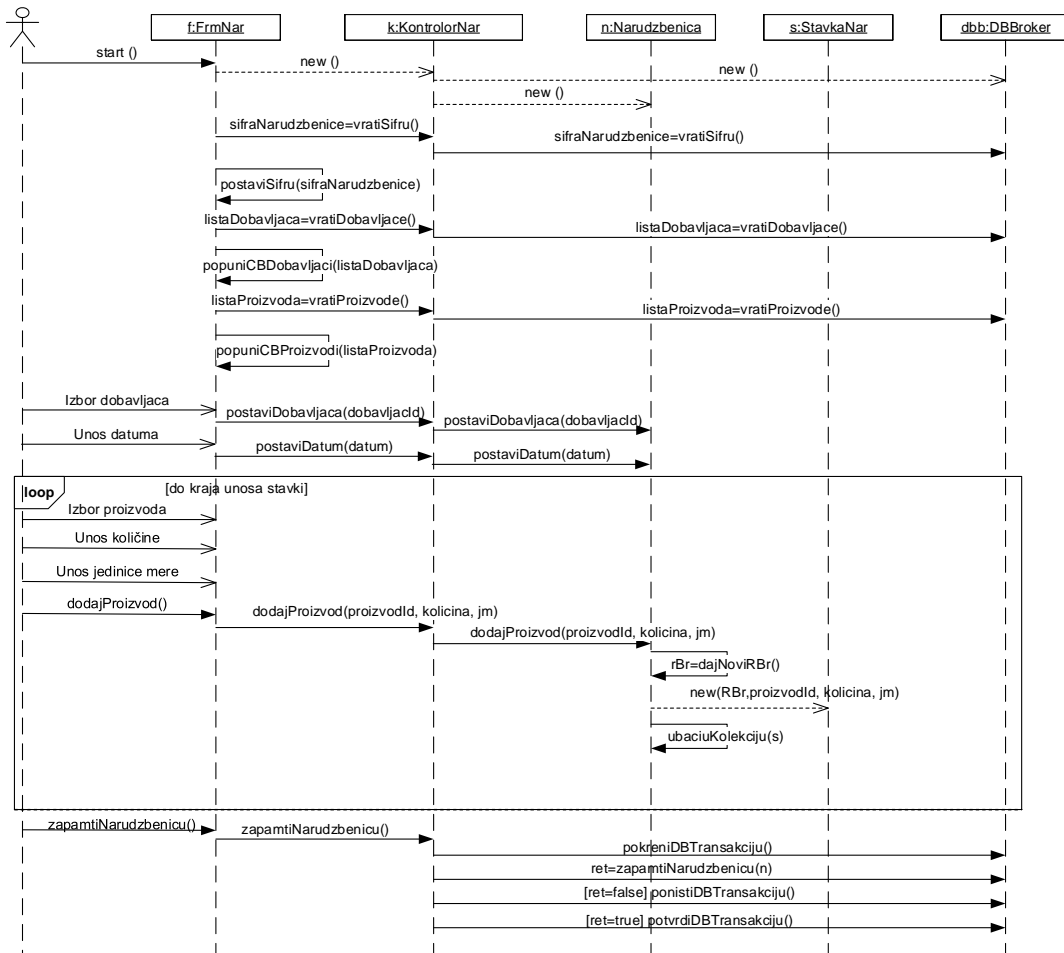 f:FrmNar
k:KontrolorNar
n:Narudzbenica
s:StavkaNar
dbb:DBBroker
start ()
new ()
new ()
new ()
sifraNarudzbenice=vratiSifru()
sifraNarudzbenice=vratiSifru()
postaviSifru(sifraNarudzbenice)
listaDobavljaca=vratiDobavljace()
listaDobavljaca=vratiDobavljace()
popuniCBDobavljaci(listaDobavljaca)
listaProizvoda=vratiProizvode()
listaProizvoda=vratiProizvode()
popuniCBProizvodi(listaProizvoda)
Izbor dobavljaca
postaviDobavljaca(dobavljacId)
postaviDobavljaca(dobavljacId)
Unos datuma
postaviDatum(datum)
postaviDatum(datum)
loop
[do kraja unosa stavki]
Izbor proizvoda
Unos količine
Unos jedinice mere
dodajProizvod()
dodajProizvod(proizvodId, kolicina, jm)
dodajProizvod(proizvodId, kolicina, jm)
rBr=dajNoviRBr()
new(RBr,proizvodId, kolicina, jm)
ubaciuKolekciju(s)
zapamtiNarudzbenicu()
zapamtiNarudzbenicu()
pokreniDBTransakciju()
ret=zapamtiNarudzbenicu(n)
[ret=false] ponistiDBTransakciju()
[ret=true] potvrdiDBTransakciju()